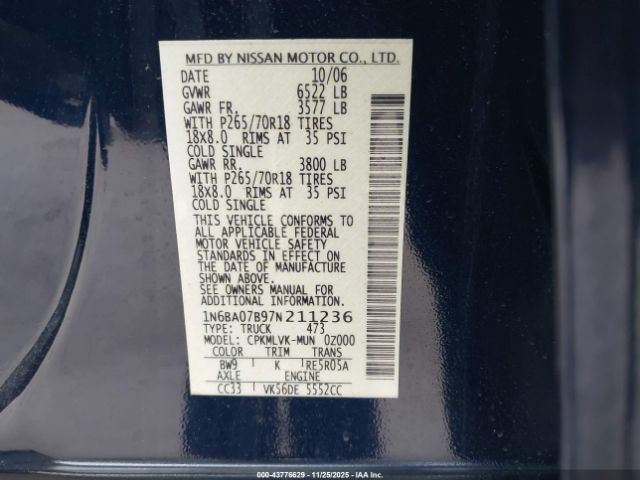 MFD BY NISSAN MOTOR CO., LTD.
DATE 10/06
GVWR 6522 LB
GAWR FR. 3577 LB
WITH P265/70R18 TIRES
18X8.0 RIMS AT 35 PSI
COLD SINGLE
GAWR RR. 3800 LB
WITH P265/70R18 TIRES
18X8.0 RIMS AT 35 PSI
COLD SINGLE
THIS VEHICLE CONFORMS TO
ALL APPLICABLE FEDERAL
MOTOR VEHICLE SAFETY
STANDARDS IN EFFECT ON
THE DATE OF MANUFACTURE
SHOWN ABOVE.
SEE OWNERS MANUAL FOR
ADDITIONAL INFORMATION.
1N6BA07B97N211236
TYPE: TRUCK 473
MODEL: CPKMLVK-MUN 0Z000
COLOR TRIM TRANS
BW9 K RE5R05A
AXLE ENGINE
CC33 VK56DE 5552CC
000-43776629 - 11/25/2025 - IAA Inc.